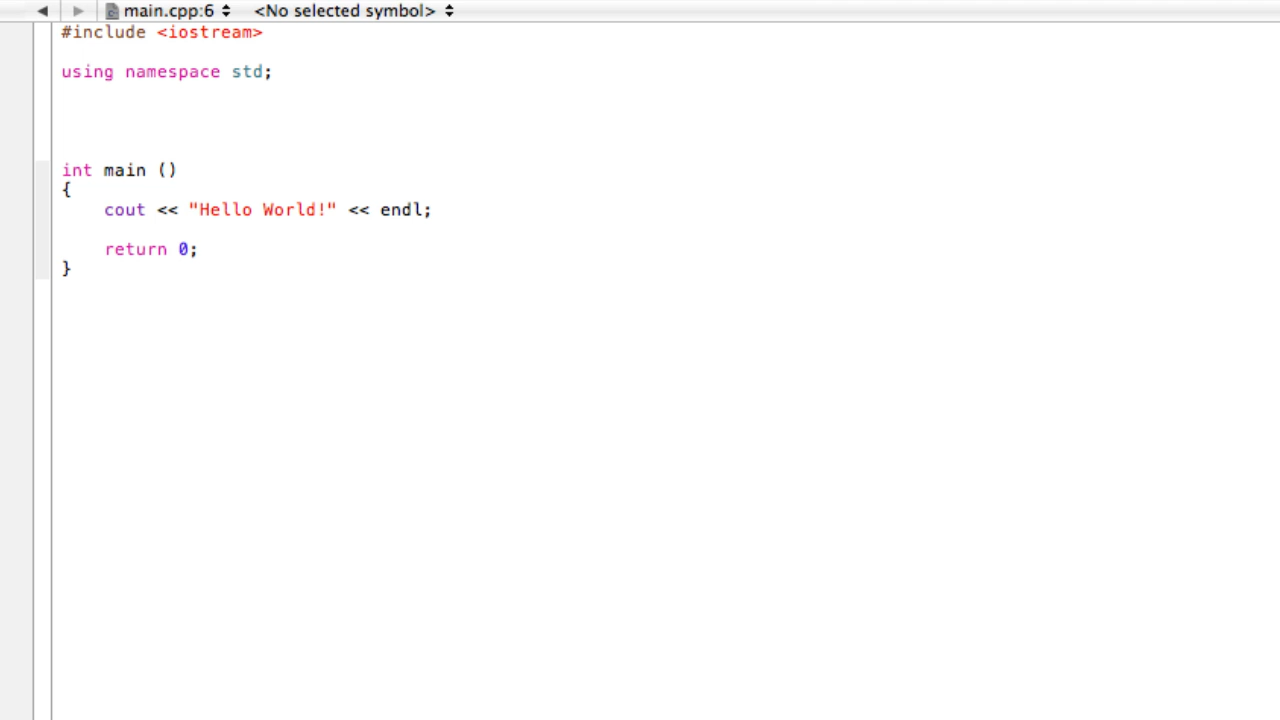 main.cpp:6 <No selected symbol>
#include <iostream>
using namespace std;
int main ()
{
cout << "Hello World!" << endl;
return 0;
}